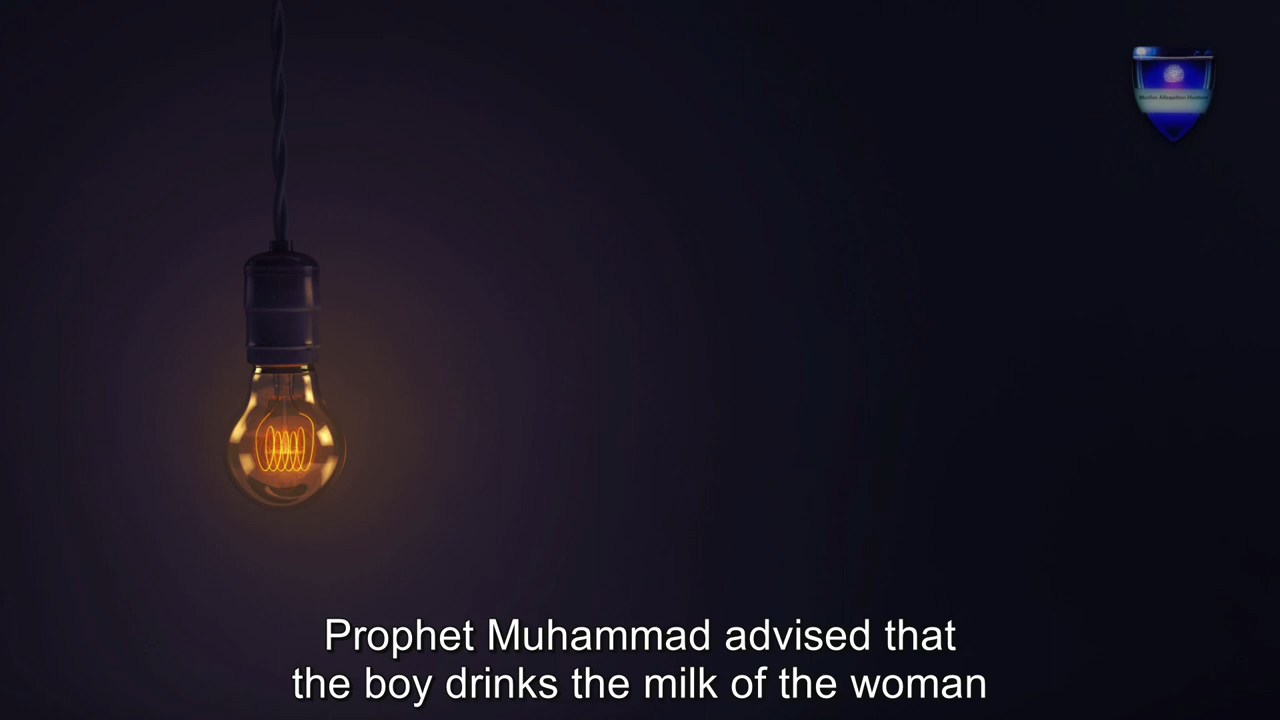 Prophet Muhammad advised that
the boy drinks the milk of the woman